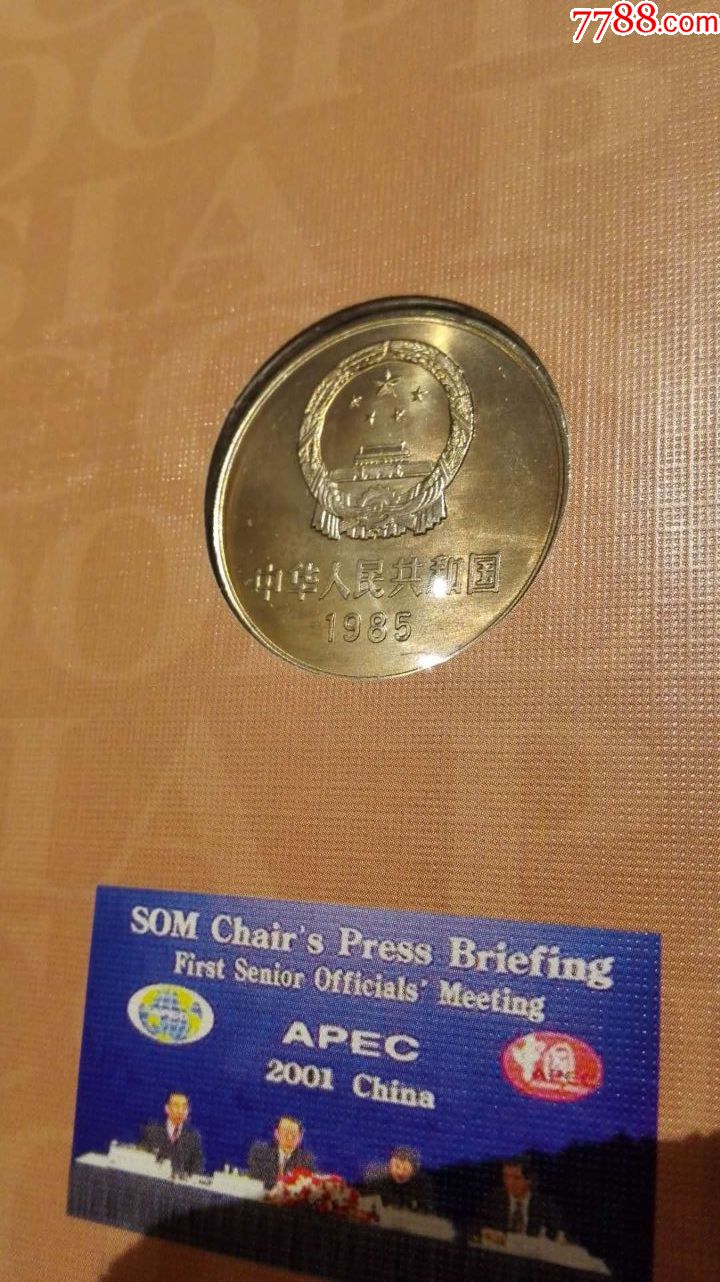 7788.com
中华人民共和国
1985
SOM Chair's Press Briefing
First Senior Officials' Meeting
APEC
2001 China
APEC